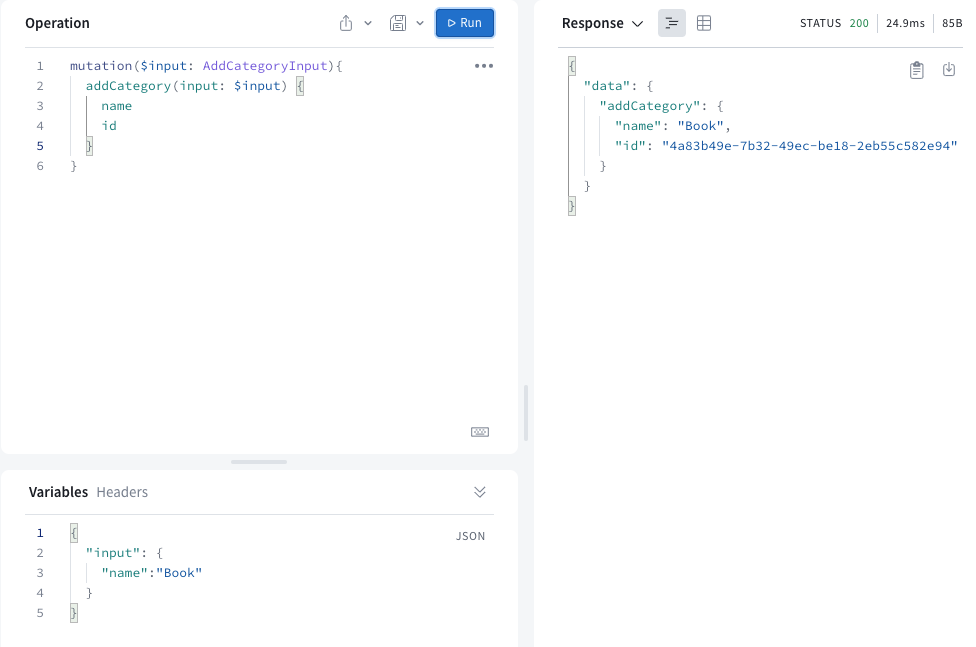 Operation
Run
1 mutation($input: AddCategoryInput){
2   addCategory(input: $input) {
3     name
4     id
5   }
6 }
Variables Headers
JSON
1 {
2   "input": {
3     "name":"Book"
4   }
5 }
Response
STATUS 200 24.9ms 85B
{
  "data": {
    "addCategory": {
      "name": "Book",
      "id": "4a83b49e-7b32-49ec-be18-2eb55c582e94"
    }
  }
}